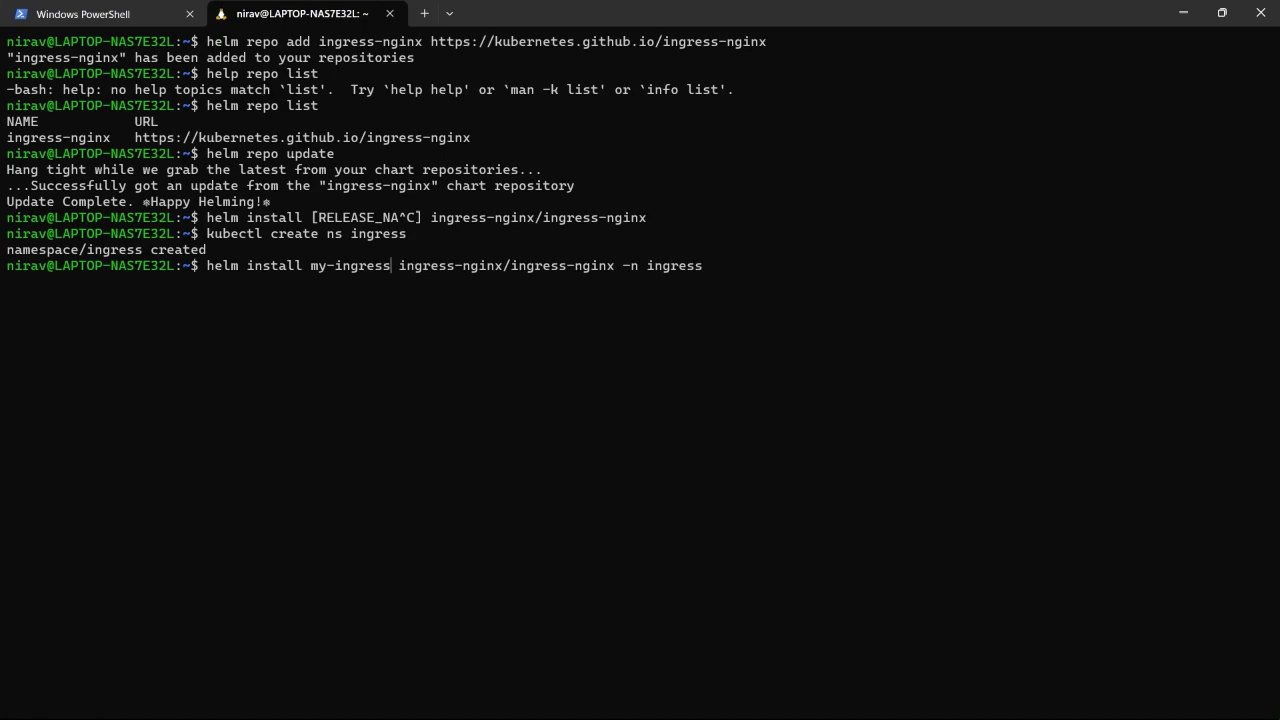 Windows PowerShell
nirav@LAPTOP-NAS7E32L: ~
nirav@LAPTOP-NAS7E32L:~$ helm repo add ingress-nginx https://kubernetes.github.io/ingress-nginx
"ingress-nginx" has been added to your repositories
nirav@LAPTOP-NAS7E32L:~$ help repo list
-bash: help: no help topics match `list'.  Try `help help' or `man -k list' or `info list'.
nirav@LAPTOP-NAS7E32L:~$ helm repo list
NAME            URL
ingress-nginx   https://kubernetes.github.io/ingress-nginx
nirav@LAPTOP-NAS7E32L:~$ helm repo update
Hang tight while we grab the latest from your chart repositories...
...Successfully got an update from the "ingress-nginx" chart repository
Update Complete. ⎈Happy Helming!⎈
nirav@LAPTOP-NAS7E32L:~$ helm install [RELEASE_NA^C] ingress-nginx/ingress-nginx
nirav@LAPTOP-NAS7E32L:~$ kubectl create ns ingress
namespace/ingress created
nirav@LAPTOP-NAS7E32L:~$ helm install my-ingress ingress-nginx/ingress-nginx -n ingress